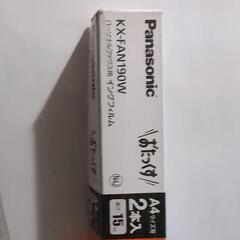 Panasonic
KX-FAN190W
パーソナルファクス用 インクフィルム
おたっくす
A4サイズ用
2本入
15m